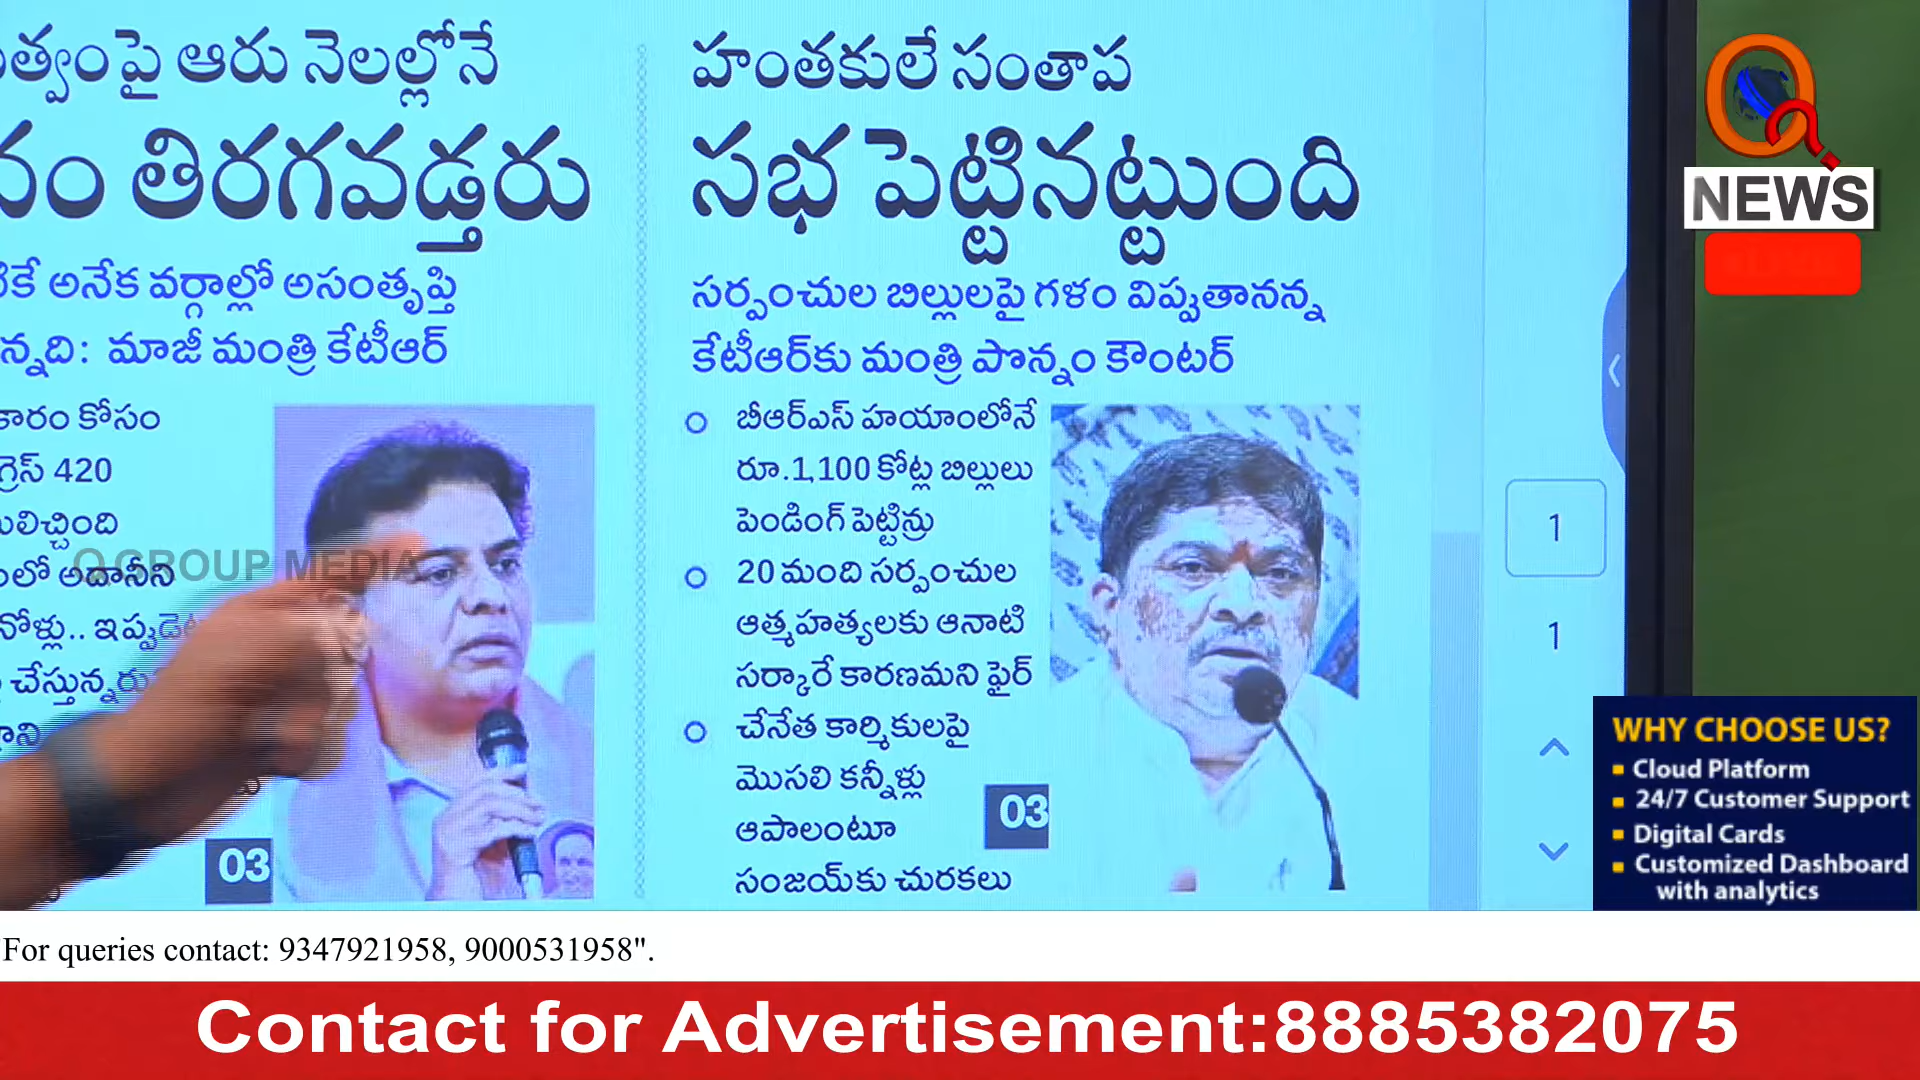 ఆరు నెలల్లోనే
తిరగవడ్తరు
అనేక వర్గాల్లో అసంతృప్తి
మాజీ మంత్రి కేటీఆర్
కోసం
420
అదానీని
03
హంతకులే సంతాప
సభ పెట్టినట్టుంది
సర్పంచుల బిల్లులపై గళం విప్పుతానన్న
కేటీఆర్‌కు మంత్రి పొన్నం కౌంటర్
బీఆర్ఎస్ హయాంలోనే
రూ.1,100 కోట్ల బిల్లులు
పెండింగ్ పెట్టిన్రు
20 మంది సర్పంచుల
ఆత్మహత్యలకు ఆనాటి
సర్కారే కారణమని ఫైర్
చేనేత కార్మికులపై
మొసలి కన్నీళ్లు
ఆపాలంటూ
సంజయ్‌కు చురకలు
03
Q GROUP MEDIA
1
1
NEWS
WHY CHOOSE US?
Cloud Platform
24/7 Customer Support
Digital Cards
Customized Dashboard
with analytics
For queries contact: 9347921958, 9000531958".
Contact for Advertisement:8885382075